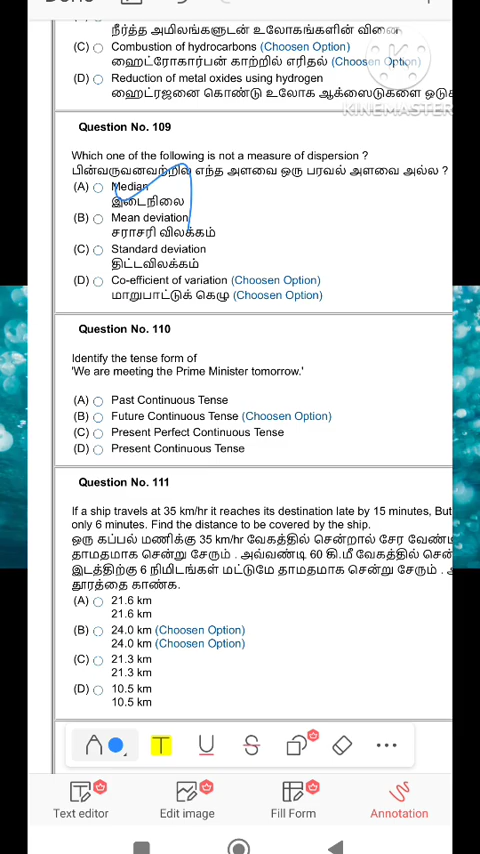 நீர்த்த அமிலங்களுடன் உலோகங்களின் வினை
(C) Combustion of hydrocarbons (Choosen Option)
ஹைட்ரோகார்பன் காற்றில் எரிதல் (Choosen Option)
(D) Reduction of metal oxides using hydrogen
ஹைட்ரஜனை கொண்டு உலோக ஆக்ஸைடுகளை ஒடுக
KINEMASTER
Question No. 109
Which one of the following is not a measure of dispersion ?
பின்வருவனவற்றில் எந்த அளவை ஒரு பரவல் அளவை அல்ல ?
(A) Median
இடைநிலை
(B) Mean deviation
சராசரி விலக்கம்
(C) Standard deviation
திட்டவிலக்கம்
(D) Co-efficient of variation (Choosen Option)
மாறுபாட்டுக் கெழு (Choosen Option)
Question No. 110
Identify the tense form of
'We are meeting the Prime Minister tomorrow.'
(A) Past Continuous Tense
(B) Future Continuous Tense (Choosen Option)
(C) Present Perfect Continuous Tense
(D) Present Continuous Tense
Question No. 111
If a ship travels at 35 km/hr it reaches its destination late by 15 minutes, But
only 6 minutes. Find the distance to be covered by the ship.
ஒரு கப்பல் மணிக்கு 35 km/hr வேகத்தில் சென்றால் சேர வேண்டி
தாமதமாக சென்று சேரும் . அவ்வண்டி 60 கி.மீ வேகத்தில் சென்
இடத்திற்கு 6 நிமிடங்கள் மட்டுமே தாமதமாக சென்று சேரும் .
தூரத்தை காண்க.
(A) 21.6 km
21.6 km
(B) 24.0 km (Choosen Option)
24.0 km (Choosen Option)
(C) 21.3 km
21.3 km
(D) 10.5 km
10.5 km
T U S
Text editor Edit image Fill Form Annotation